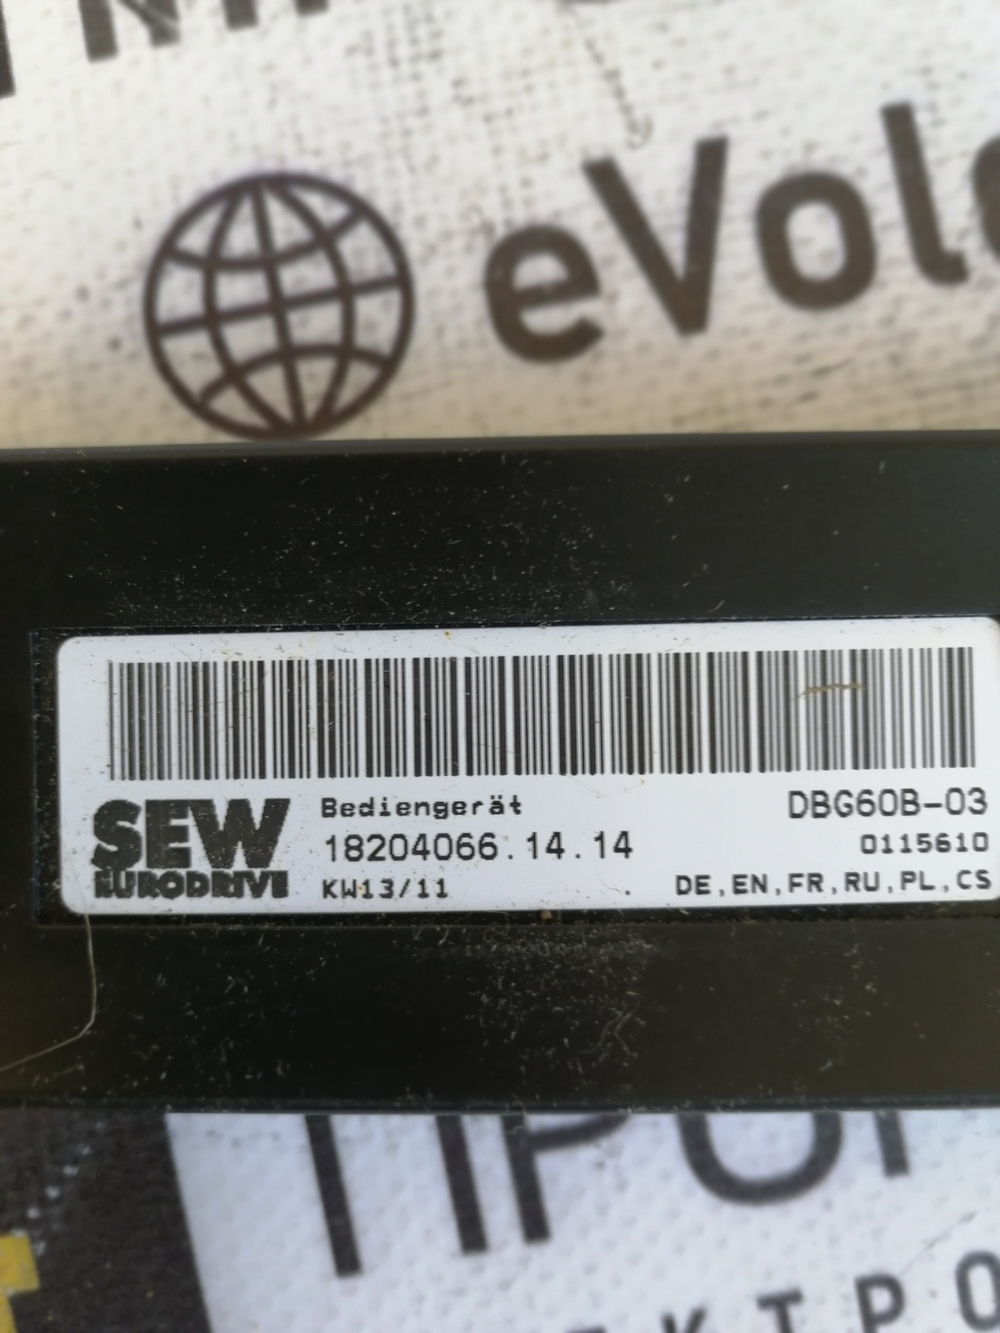 eVol
SEW
EURODRIVE
Bediengerät
18204066.14.14
KW13/11 .
DBG60B-03
0115610
DE,EN,FR,RU,PL,CS